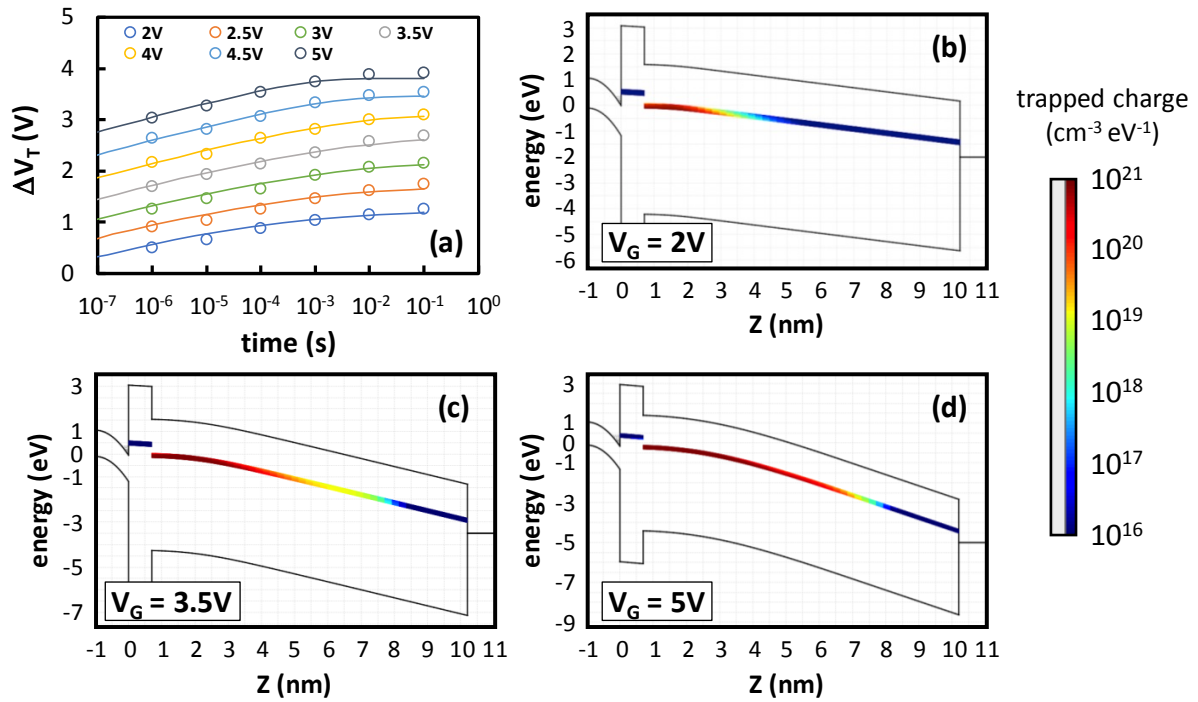 5
4
3
2
1
0
ΔV_T (V)
2V 2.5V 3V 3.5V
4V 4.5V 5V
(a)
10⁻⁷ 10⁻⁶ 10⁻⁵ 10⁻⁴ 10⁻³ 10⁻² 10⁻¹ 10⁰
time (s)
3
2
1
0
-1
-2
-3
-4
-5
-6
energy (eV)
(b)
V_G = 2V
-1 0 1 2 3 4 5 6 7 8 9 10 11
Z (nm)
trapped charge
(cm⁻³ eV⁻¹)
10²¹
10²⁰
10¹⁹
10¹⁸
10¹⁷
10¹⁶
3
1
0
-1
-3
-5
-7
energy (eV)
(c)
V_G = 3.5V
-1 0 1 2 3 4 5 6 7 8 9 10 11
Z (nm)
3
1
0
-1
-3
-5
-7
-9
energy (eV)
(d)
V_G = 5V
-1 0 1 2 3 4 5 6 7 8 9 10 11
Z (nm)